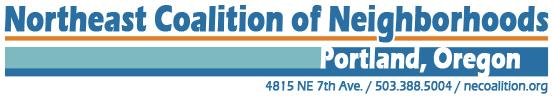 Northeast Coalition of Neighborhoods
Portland, Oregon
4815 NE 7th Ave. / 503.388.5004 / necoalition.org